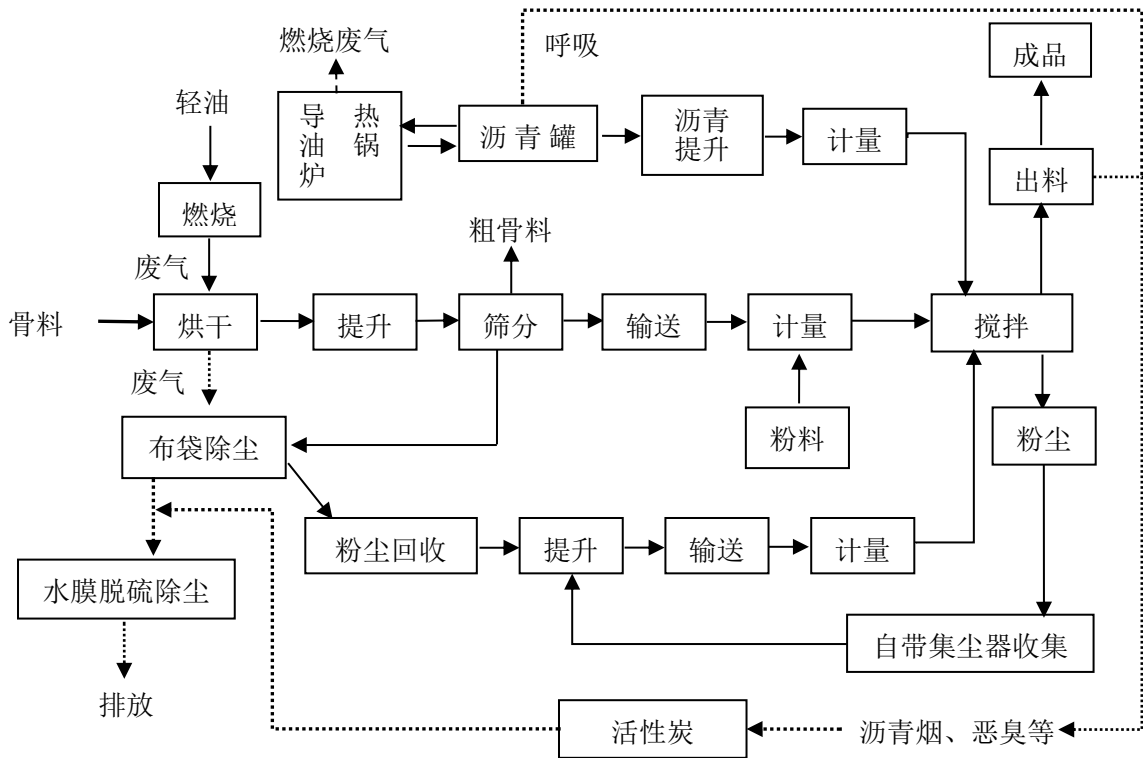 燃烧废气
呼吸
成品
轻油
导 热
油 锅
炉
沥 青 罐
沥青
提升
计量
出料
燃烧
粗骨料
废气
骨料
烘干
提升
筛分
输送
计量
搅拌
废气
布袋除尘
粉料
粉尘
粉尘回收
提升
输送
计量
水膜脱硫除尘
自带集尘器收集
排放
活性炭
沥青烟、恶臭等